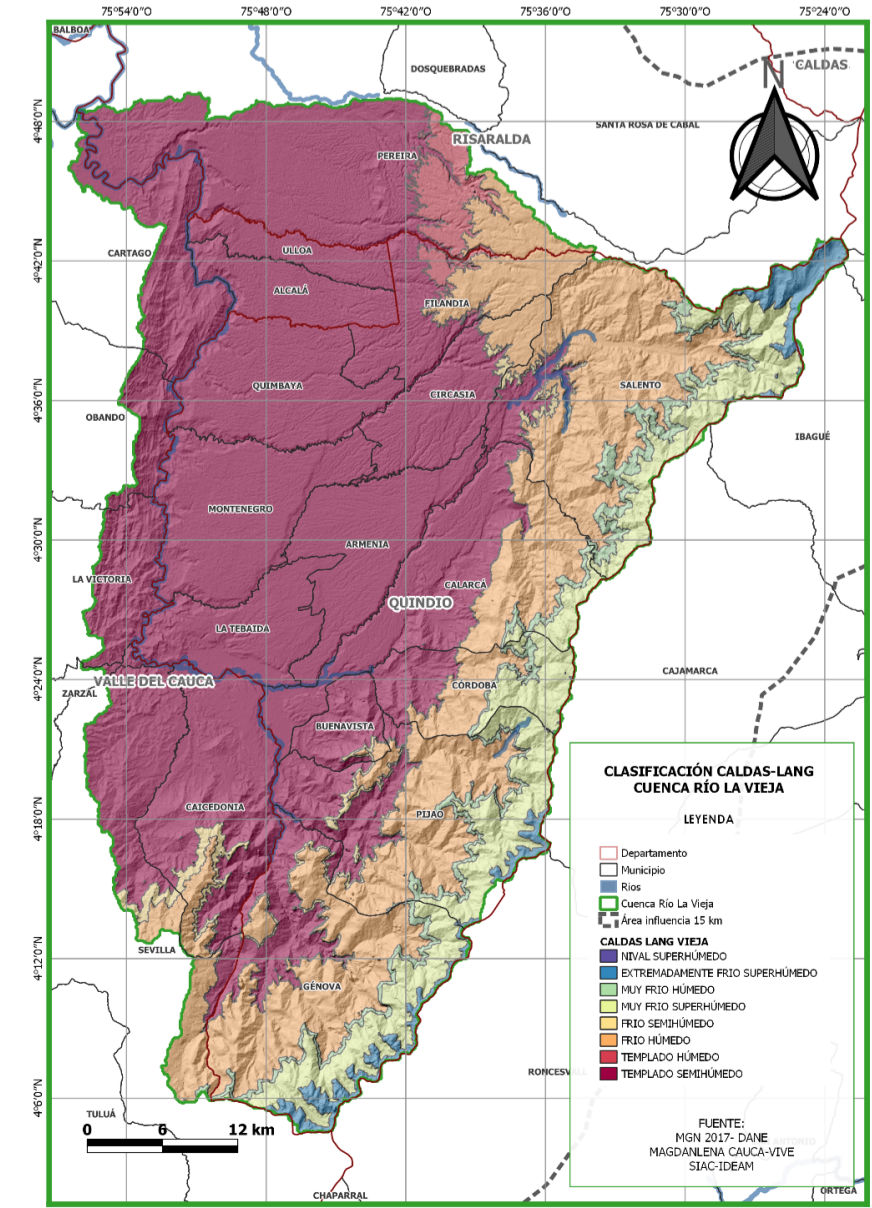 75°54'0"O 75°48'0"O 75°42'0"O 75°36'0"O 75°30'0"O 75°24'0"O
BALBOA
DOSQUEBRADAS
CALDAS
N
4°48'0"N
SANTA ROSA DE CABAL
RISARALDA
PEREIRA
CARTAGO
ULLOA
4°42'0"N
ALCALÁ
FILANDIA
QUIMBAYA
CIRCASIA
SALENTO
4°36'0"N
OBANDO
IBAGUÉ
MONTENEGRO
ARMENIA
4°30'0"N
LA VICTORIA
CALARCÁ
QUINDIO
LA TEBAIDA
VALLE DEL CAUCA
4°24'0"N
ZARZAL
CÓRDOBA
CAJAMARCA
BUENAVISTA
CAICEDONIA
PIJAO
4°18'0"N
SEVILLA
4°12'0"N
GÉNOVA
RONCESV
4°6'0"N
TULUÁ
0 6 12 km
CHAPARRAL
CLASIFICACIÓN CALDAS-LANG
CUENCA RÍO LA VIEJA
LEYENDA
Departamento
Municipio
Rios
Cuenca Río La Vieja
Área influencia 15 km
CALDAS LANG VIEJA
NIVAL SUPERHÚMEDO
EXTREMADAMENTE FRIO SUPERHÚMEDO
MUY FRIO HÚMEDO
MUY FRIO SUPERHÚMEDO
FRIO SEMIHÚMEDO
FRIO HÚMEDO
TEMPLADO HÚMEDO
TEMPLADO SEMIHÚMEDO
FUENTE:
MGN 2017- DANE
MAGDANLENA CAUCA-VIVE
SIAC-IDEAM
ANTONIO
ORTEGA